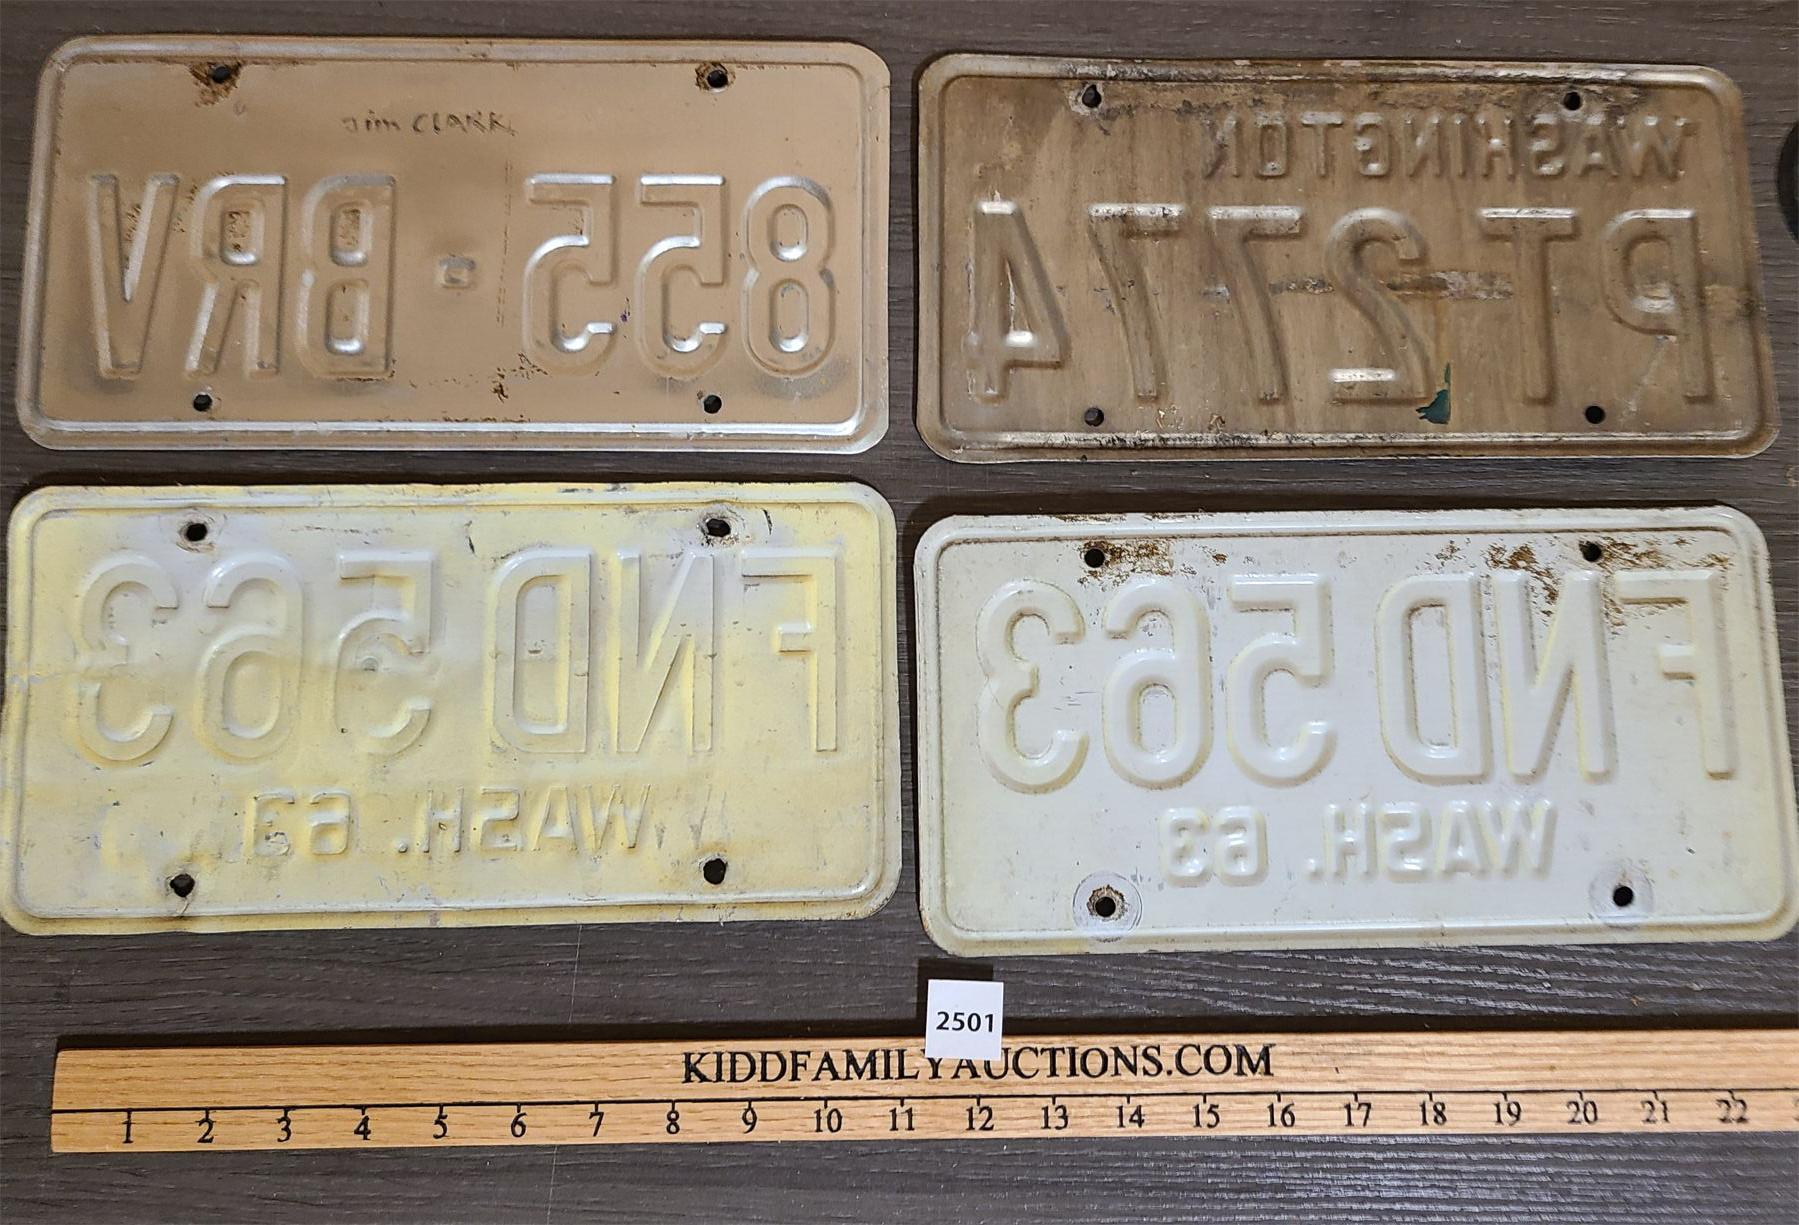 Jim CLARK
855-BRV
WASHINGTON
PT 2774
FND 563
WASH. 63
FND 563
WASH. 63
2501
KIDDFAMILYAUCTIONS.COM
1 2 3 4 5 6 7 8 9 10 11 12 13 14 15 16 17 18 19 20 21 22